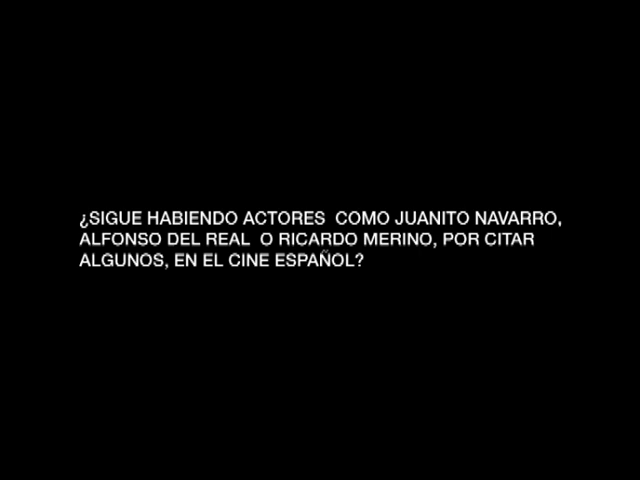 ¿SIGUE HABIENDO ACTORES  COMO JUANITO NAVARRO,
ALFONSO DEL REAL  O RICARDO MERINO, POR CITAR
ALGUNOS, EN EL CINE ESPAÑOL?